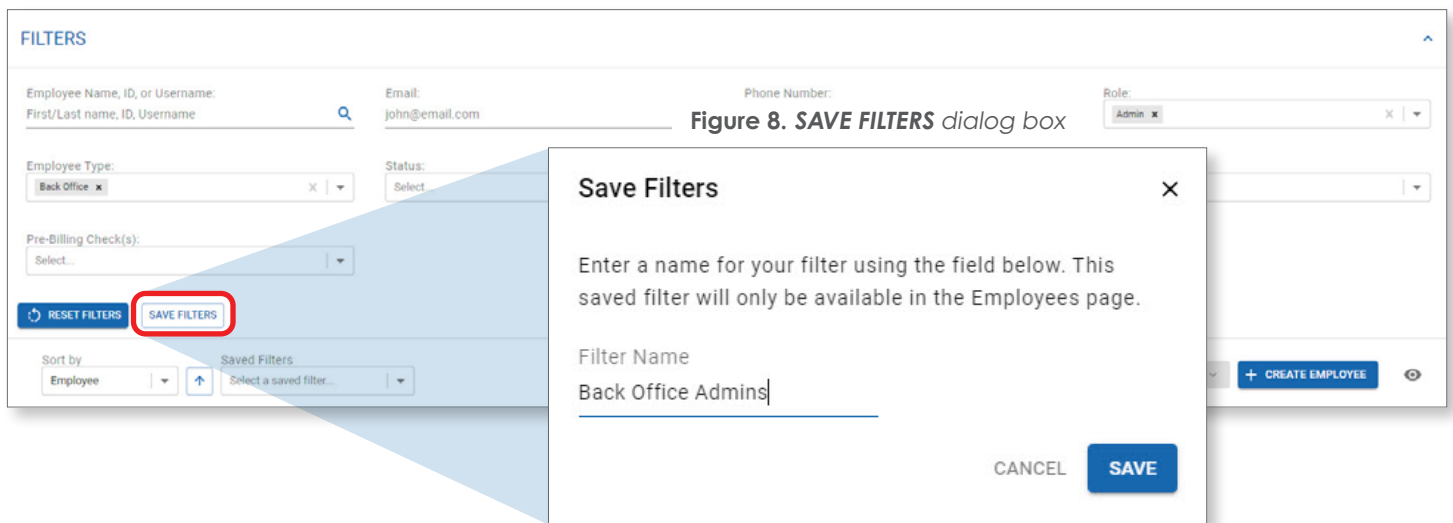 FILTERS
Employee Name, ID, or Username:
First/Last name, ID, Username
Email:
john@email.com
Phone Number:
Role:
Admin x
Figure 8. SAVE FILTERS dialog box
Employee Type:
Back Office x
Status:
Select...
Pre-Billing Check(s):
Select...
RESET FILTERS
SAVE FILTERS
Sort by
Employee
Saved Filters
Select a saved filter...
+ CREATE EMPLOYEE
Save Filters
Enter a name for your filter using the field below. This
saved filter will only be available in the Employees page.
Filter Name
Back Office Admins
CANCEL
SAVE